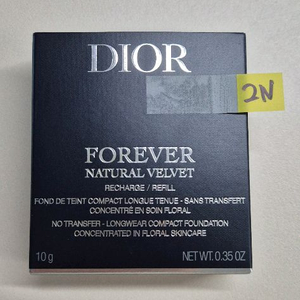 DIOR
2N
FOREVER
NATURAL VELVET
RECHARGE / REFILL
FOND DE TEINT COMPACT LONGUE TENUE - SANS TRANSFERT
CONCENTRÉ EN SOIN FLORAL
NO TRANSFER - LONGWEAR COMPACT FOUNDATION
CONCENTRATED IN FLORAL SKINCARE
10 g
NET WT. 0.35 OZ